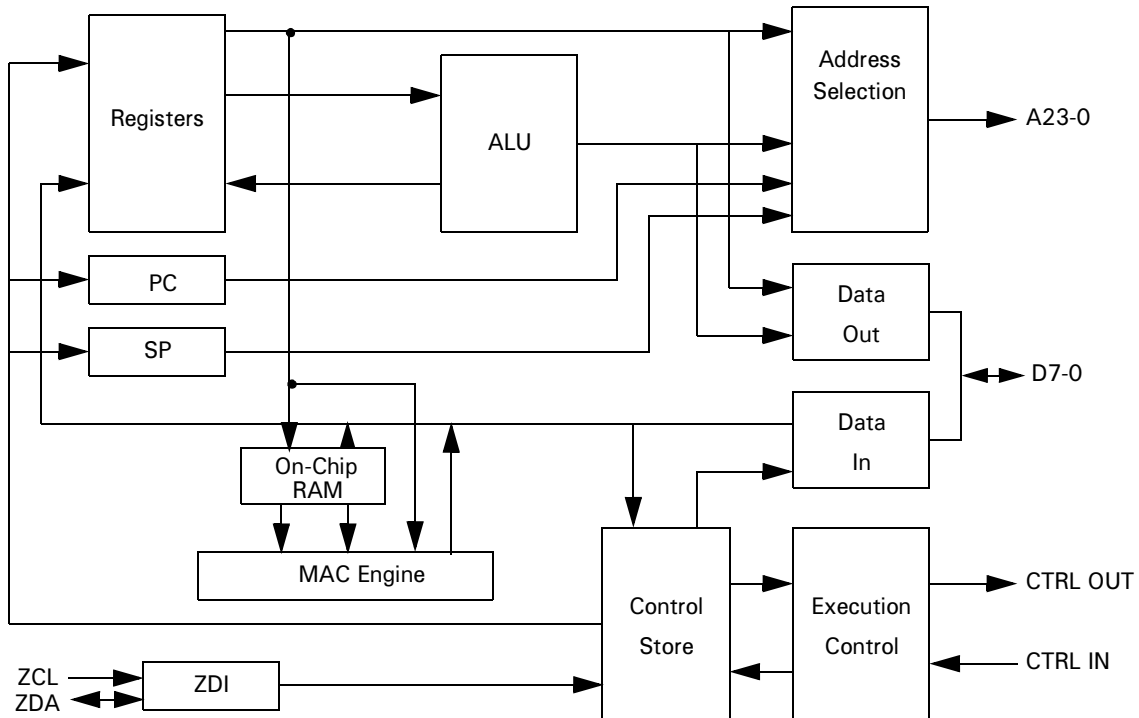 Registers
ALU
Address
Selection
A23-0
PC
SP
Data
Out
D7-0
Data
In
On-Chip
RAM
MAC Engine
Control
Store
Execution
Control
CTRL OUT
CTRL IN
ZCL
ZDA
ZDI